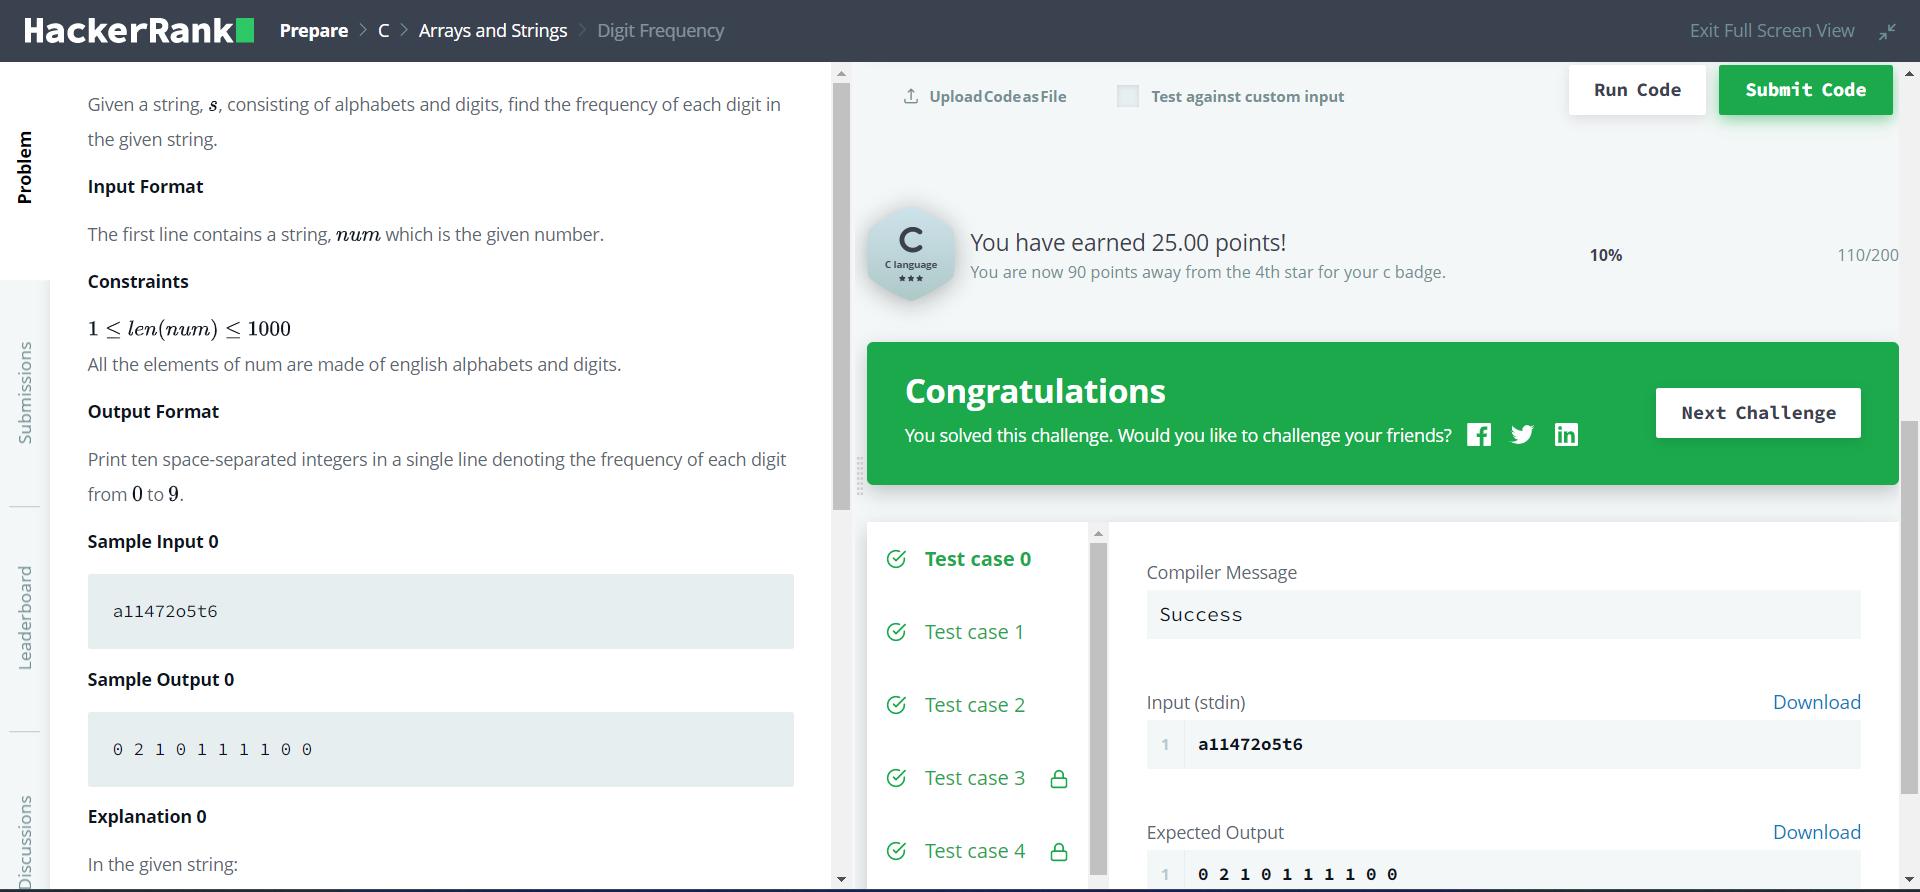 HackerRank
Prepare > C > Arrays and Strings > Digit Frequency
Exit Full Screen View
Problem
Submissions
Leaderboard
Discussions
Given a string, s, consisting of alphabets and digits, find the frequency of each digit in
the given string.
Input Format
The first line contains a string, num which is the given number.
Constraints
1 ≤ len(num) ≤ 1000
All the elements of num are made of english alphabets and digits.
Output Format
Print ten space-separated integers in a single line denoting the frequency of each digit
from 0 to 9.
Sample Input 0
a11472o5t6
Sample Output 0
0 2 1 0 1 1 1 1 0 0
Explanation 0
In the given string:
Upload Code as File
Test against custom input
Run Code
Submit Code
C
C language
★★★
You have earned 25.00 points!
You are now 90 points away from the 4th star for your c badge.
10%
110/200
Congratulations
You solved this challenge. Would you like to challenge your friends?
Next Challenge
Test case 0
Test case 1
Test case 2
Test case 3
Test case 4
Compiler Message
Success
Input (stdin)
Download
1 a11472o5t6
Expected Output
Download
1 0 2 1 0 1 1 1 1 0 0